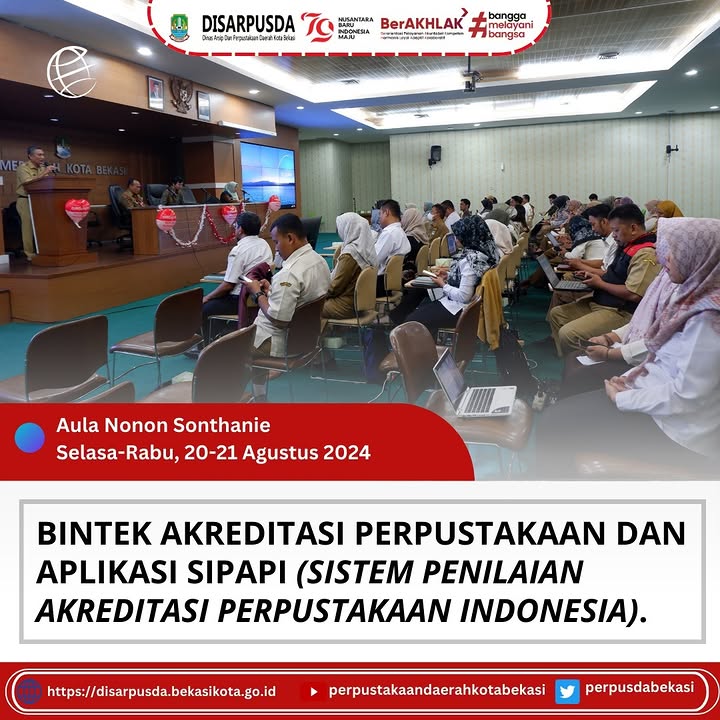 DISARPUSDA
Dinas Arsip Dan Perpustakaan Daerah Kota Bekasi
79
NUSANTARA
BARU
INDONESIA
MAJU
BerAKHLAK
#bangga
melayani
bangsa
KOTA BEKASI
Aula Nonon Sonthanie
Selasa-Rabu, 20-21 Agustus 2024
BINTEK AKREDITASI PERPUSTAKAAN DAN
APLIKASI SIPAPI (SISTEM PENILAIAN
AKREDITASI PERPUSTAKAAN INDONESIA).
https://disarpusda.bekasikota.go.id
perpustakaandaerahkotabekasi
perpusdabekasi